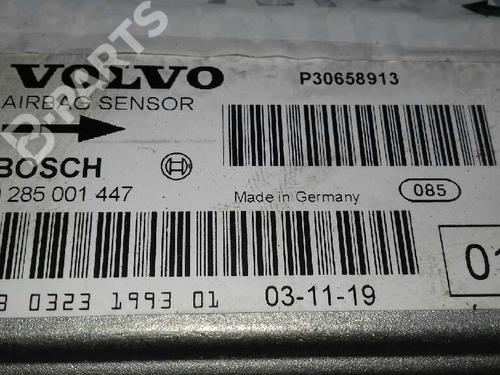 VOLVO
P30658913
AIRBAG SENSOR
BOSCH
285 001 447
Made in Germany
085
0323 1993 01
03-11-19
01
B-PARTS